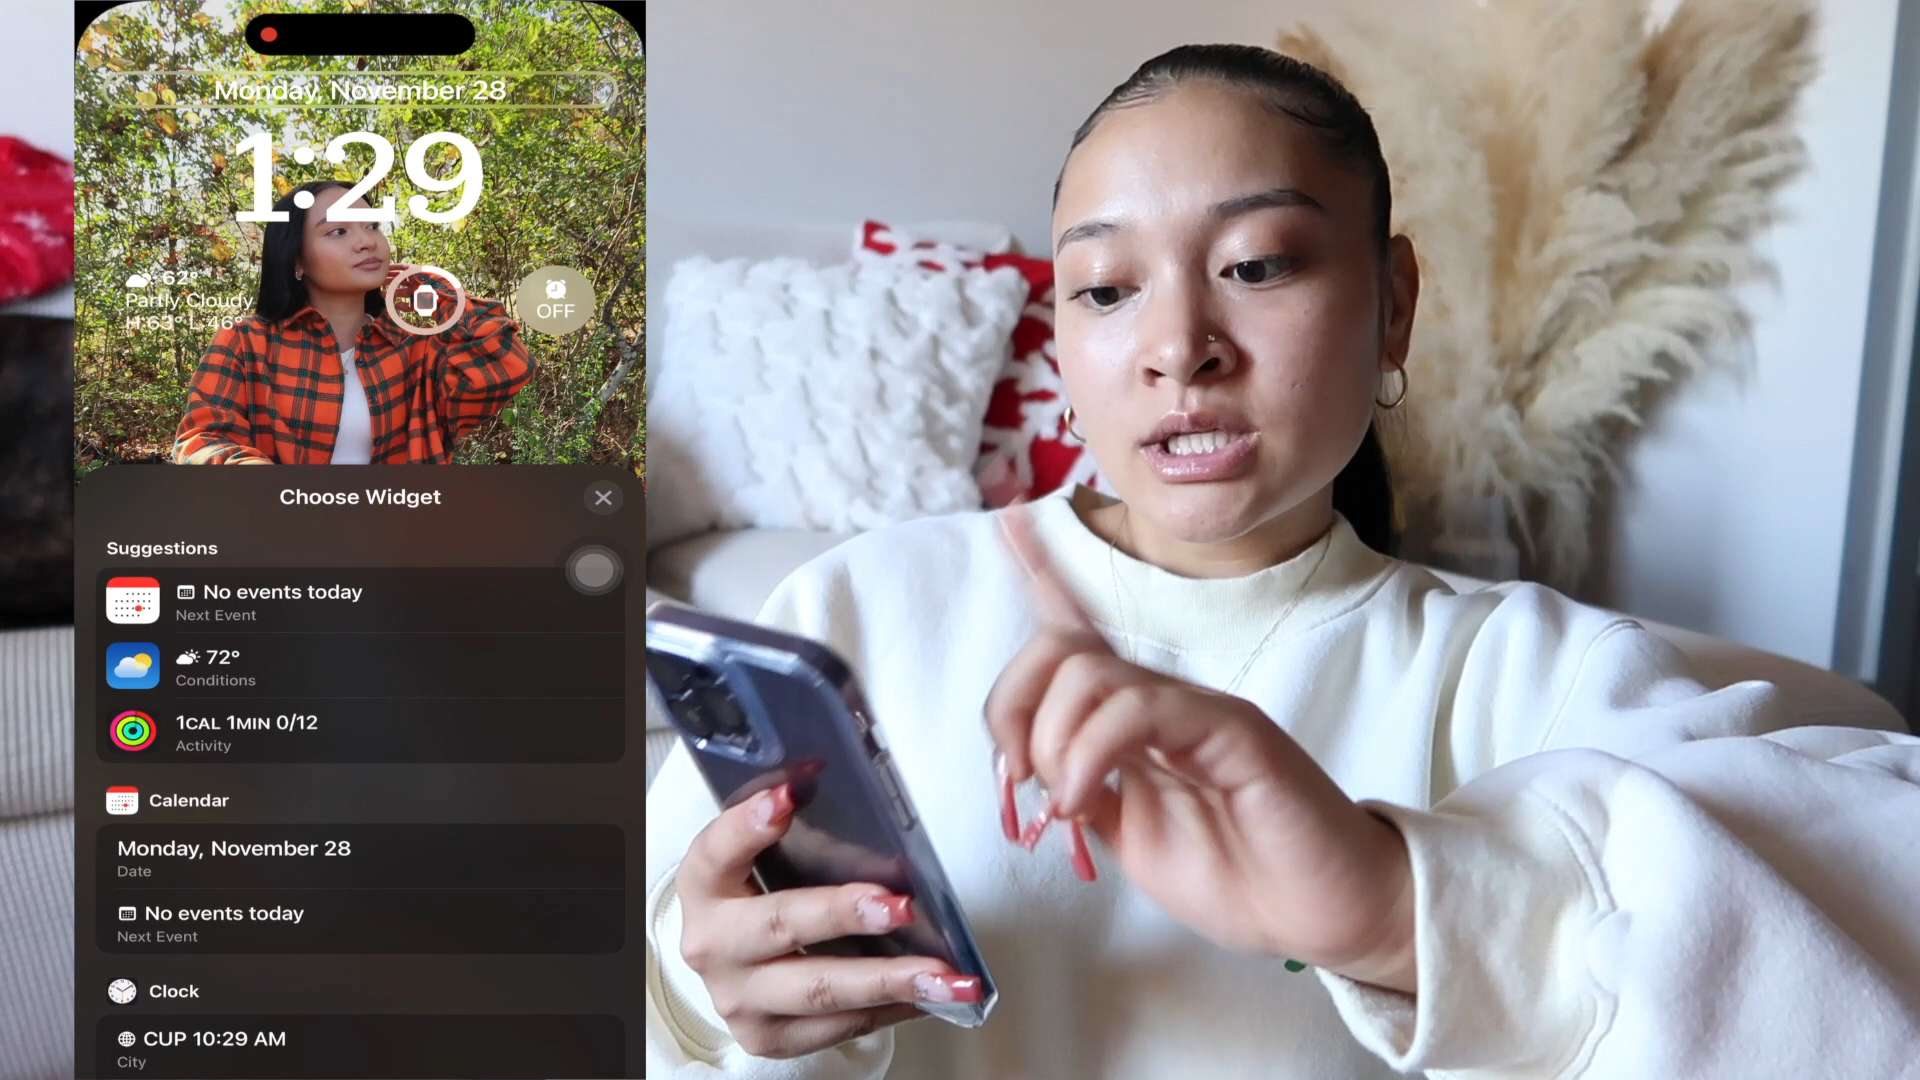 Monday, November 28
1:29
62°
Partly Cloudy
H:63° L:46°
OFF
Choose Widget
Suggestions
No events today
Next Event
72°
Conditions
1CAL 1MIN 0/12
Activity
Calendar
Monday, November 28
Date
No events today
Next Event
Clock
CUP 10:29 AM
City